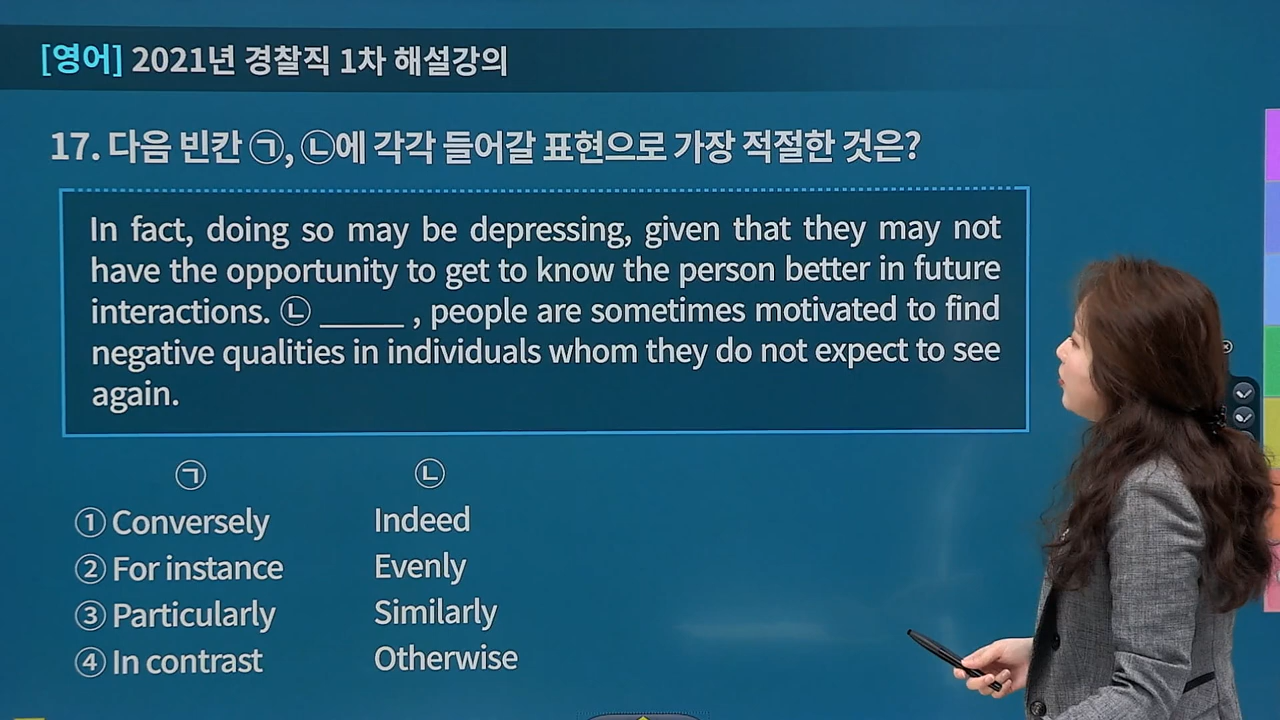 [영어] 2021년 경찰직 1차 해설강의
17. 다음 빈칸 ㉠, ㉡에 각각 들어갈 표현으로 가장 적절한 것은?
In fact, doing so may be depressing, given that they may not
have the opportunity to get to know the person better in future
interactions. ㉡ _____ , people are sometimes motivated to find
negative qualities in individuals whom they do not expect to see
again.
㉠ ㉡
① Conversely Indeed
② For instance Evenly
③ Particularly Similarly
④ In contrast Otherwise